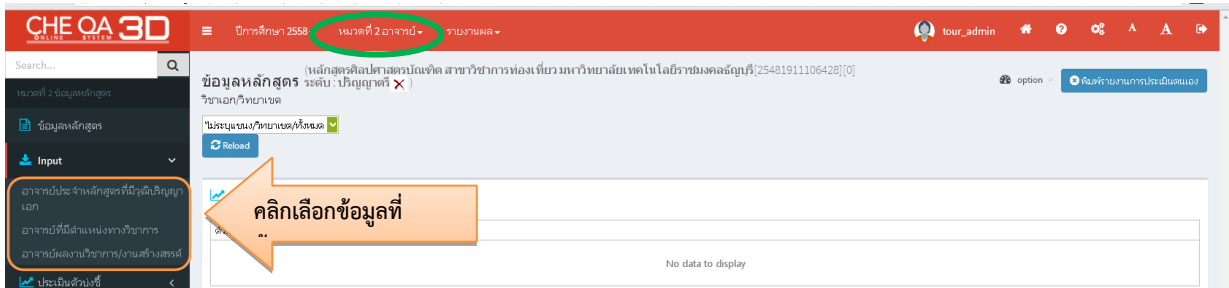 CHE QA 3D
ONLINE SYSTEM
ปีการศึกษา 2558
หมวดที่ 2 อาจารย์
รายงานผล
tour_admin
A
A
Search...
หมวดที่ 2 ข้อมูลหลักสูตร
ข้อมูลหลักสูตร
Input
อาจารย์ประจำหลักสูตรที่มีวุฒิปริญญา
เอก
อาจารย์ที่มีตำแหน่งทางวิชาการ
อาจารย์ผลงานวิชาการ/งานสร้างสรรค์
ประเมินตัวบ่งชี้
ข้อมูลหลักสูตร (หลักสูตรศิลปศาสตรบัณฑิต สาขาวิชาการท่องเที่ยว มหาวิทยาลัยเทคโนโลยีราชมงคลธัญบุรี[25481911106428][0]
ระดับ : ปริญญาตรี )
วิชาเอก/วิทยาเขต
ไม่ระบุแขนง/วิทยาเขต/ทั้งหมด
Reload
option >
พิมพ์รายงานการประเมินตนเอง
คลิกเลือกข้อมูลที่
No data to display